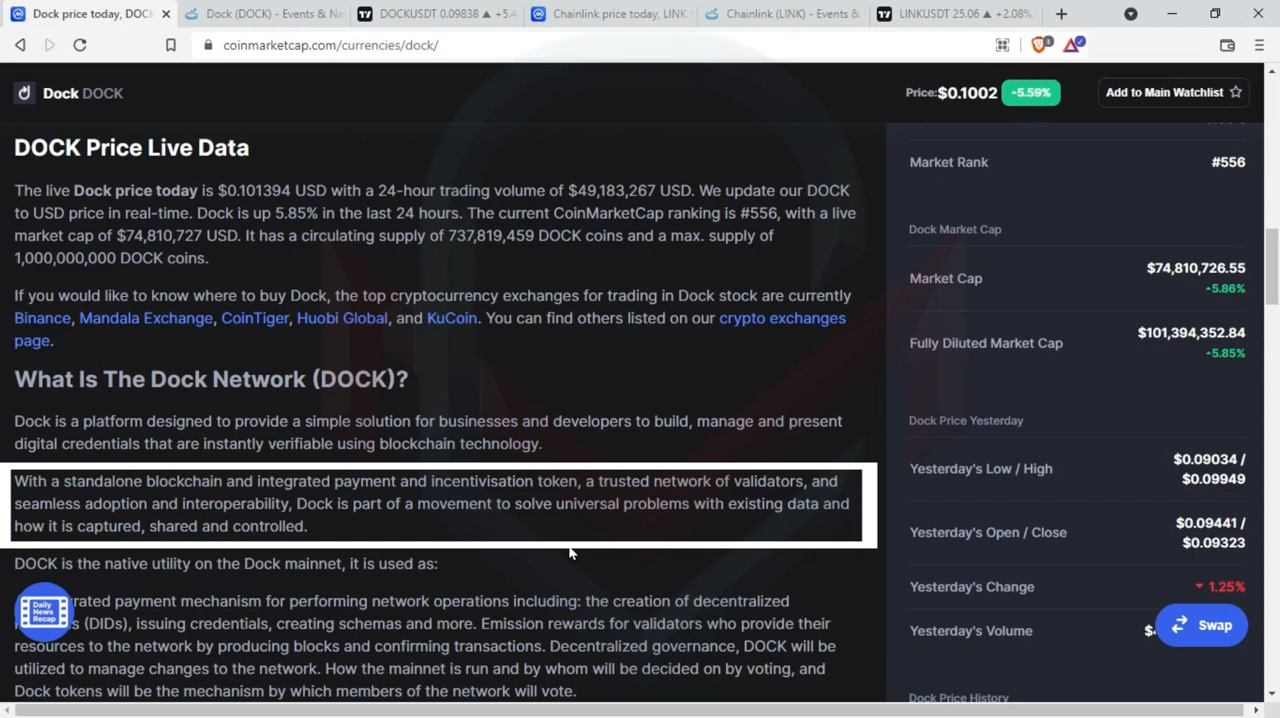 Dock price today, DOC
Dock (DOCK) - Events & Ne
DOCKUSDT 0.09838 ▲ +5.4
Chainlink price today, LINK
Chainlink (LINK) - Events &
LINKUSDT 25.06 ▲ +2.08%
coinmarketcap.com/currencies/dock/
Dock DOCK
Price: $0.1002 5.59%
Add to Main Watchlist
DOCK Price Live Data
The live Dock price today is $0.101394 USD with a 24-hour trading volume of $49,183,267 USD. We update our DOCK
to USD price in real-time. Dock is up 5.85% in the last 24 hours. The current CoinMarketCap ranking is #556, with a live
market cap of $74,810,727 USD. It has a circulating supply of 737,819,459 DOCK coins and a max. supply of
1,000,000,000 DOCK coins.
If you would like to know where to buy Dock, the top cryptocurrency exchanges for trading in Dock stock are currently
Binance, Mandala Exchange, CoinTiger, Huobi Global, and KuCoin. You can find others listed on our crypto exchanges
page.
What Is The Dock Network (DOCK)?
Dock is a platform designed to provide a simple solution for businesses and developers to build, manage and present
digital credentials that are instantly verifiable using blockchain technology.
With a standalone blockchain and integrated payment and incentivisation token, a trusted network of validators, and
seamless adoption and interoperability, Dock is part of a movement to solve universal problems with existing data and
how it is captured, shared and controlled.
DOCK is the native utility on the Dock mainnet, it is used as:
rated payment mechanism for performing network operations including: the creation of decentralized
s (DIDs), issuing credentials, creating schemas and more. Emission rewards for validators who provide their
resources to the network by producing blocks and confirming transactions. Decentralized governance, DOCK will be
utilized to manage changes to the network. How the mainnet is run and by whom will be decided on by voting, and
Dock tokens will be the mechanism by which members of the network will vote.
Daily
News
Recap
Market Rank
#556
Dock Market Cap
Market Cap
$74,810,726.55
5.86%
Fully Diluted Market Cap
$101,394,352.84
5.85%
Dock Price Yesterday
Yesterday's Low / High
$0.09034 /
$0.09949
Yesterday's Open / Close
$0.09441 /
$0.09323
Yesterday's Change
1.25%
Yesterday's Volume
Swap
Dock Price History